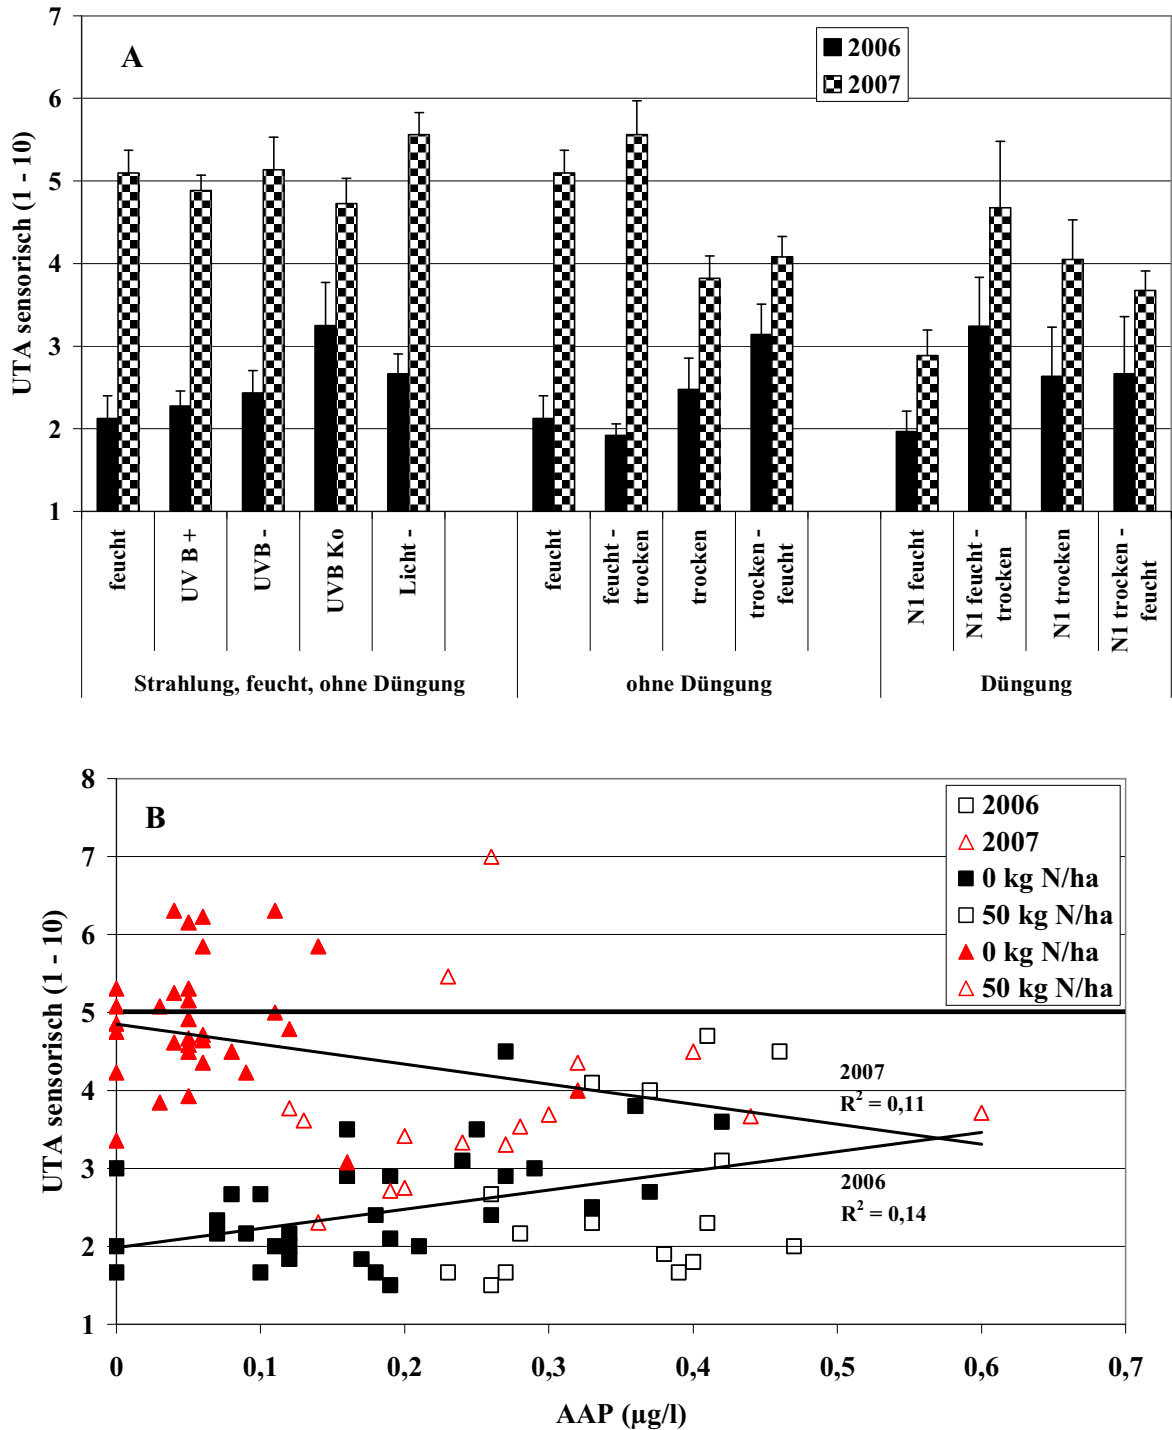 7
6
5
4
3
2
1
UTA sensorisch (1 - 10)
A
2006
2007
feucht
UV B +
UVB -
UVB Ko
Licht -
feucht
feucht -
trocken
trocken
trocken -
feucht
N1 feucht
N1 feucht -
trocken
N1 trocken
N1 trocken -
feucht
Strahlung, feucht, ohne Düngung
ohne Düngung
Düngung
8
7
6
5
4
3
2
1
UTA sensorisch (1 - 10)
B
2006
2007
0 kg N/ha
50 kg N/ha
0 kg N/ha
50 kg N/ha
2007
R² = 0,11
2006
R² = 0,14
0 0,1 0,2 0,3 0,4 0,5 0,6 0,7
AAP (µg/l)